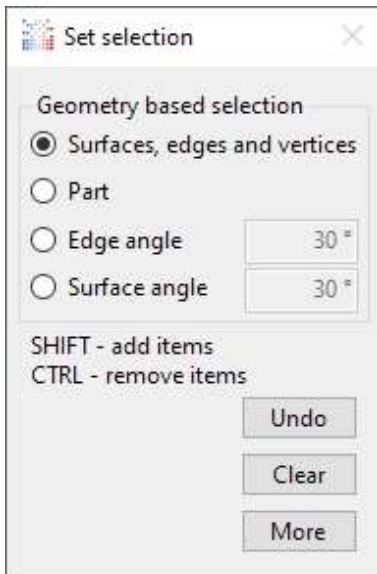 Set selection
Geometry based selection
Surfaces, edges and vertices
Part
Edge angle 30 °
Surface angle 30 °
SHIFT - add items
CTRL - remove items
Undo
Clear
More